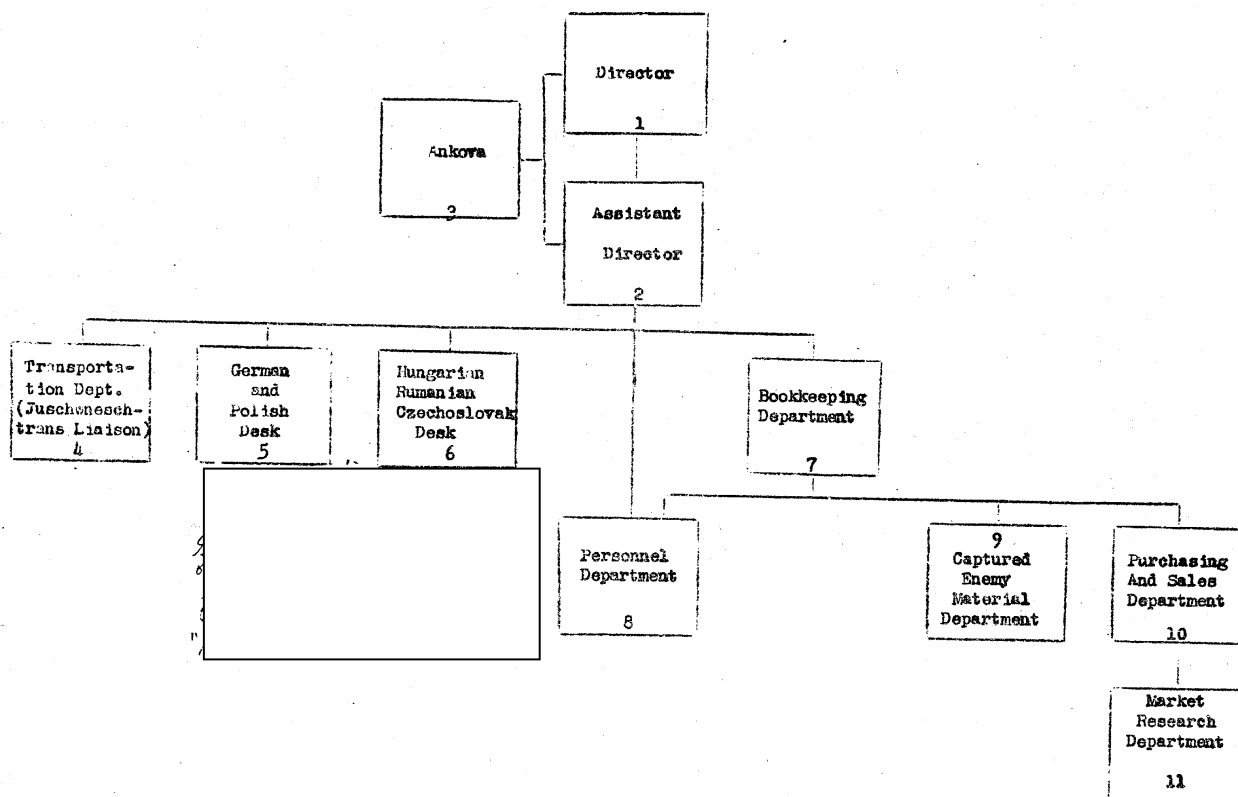 Director
1
Ankova
3
Assistant
Director
2
Transporta-
tion Dept.
(Juschwnesch-
trans Liaison)
4
German
and
Polish
Desk
5
Hungarian
Rumanian
Czechoslovak
Desk
6
Bookkeeping
Department
7
Personnel
Department
8
9
Captured
Enemy
Material
Department
Purchasing
And Sales
Department
10
Market
Research
Department
11